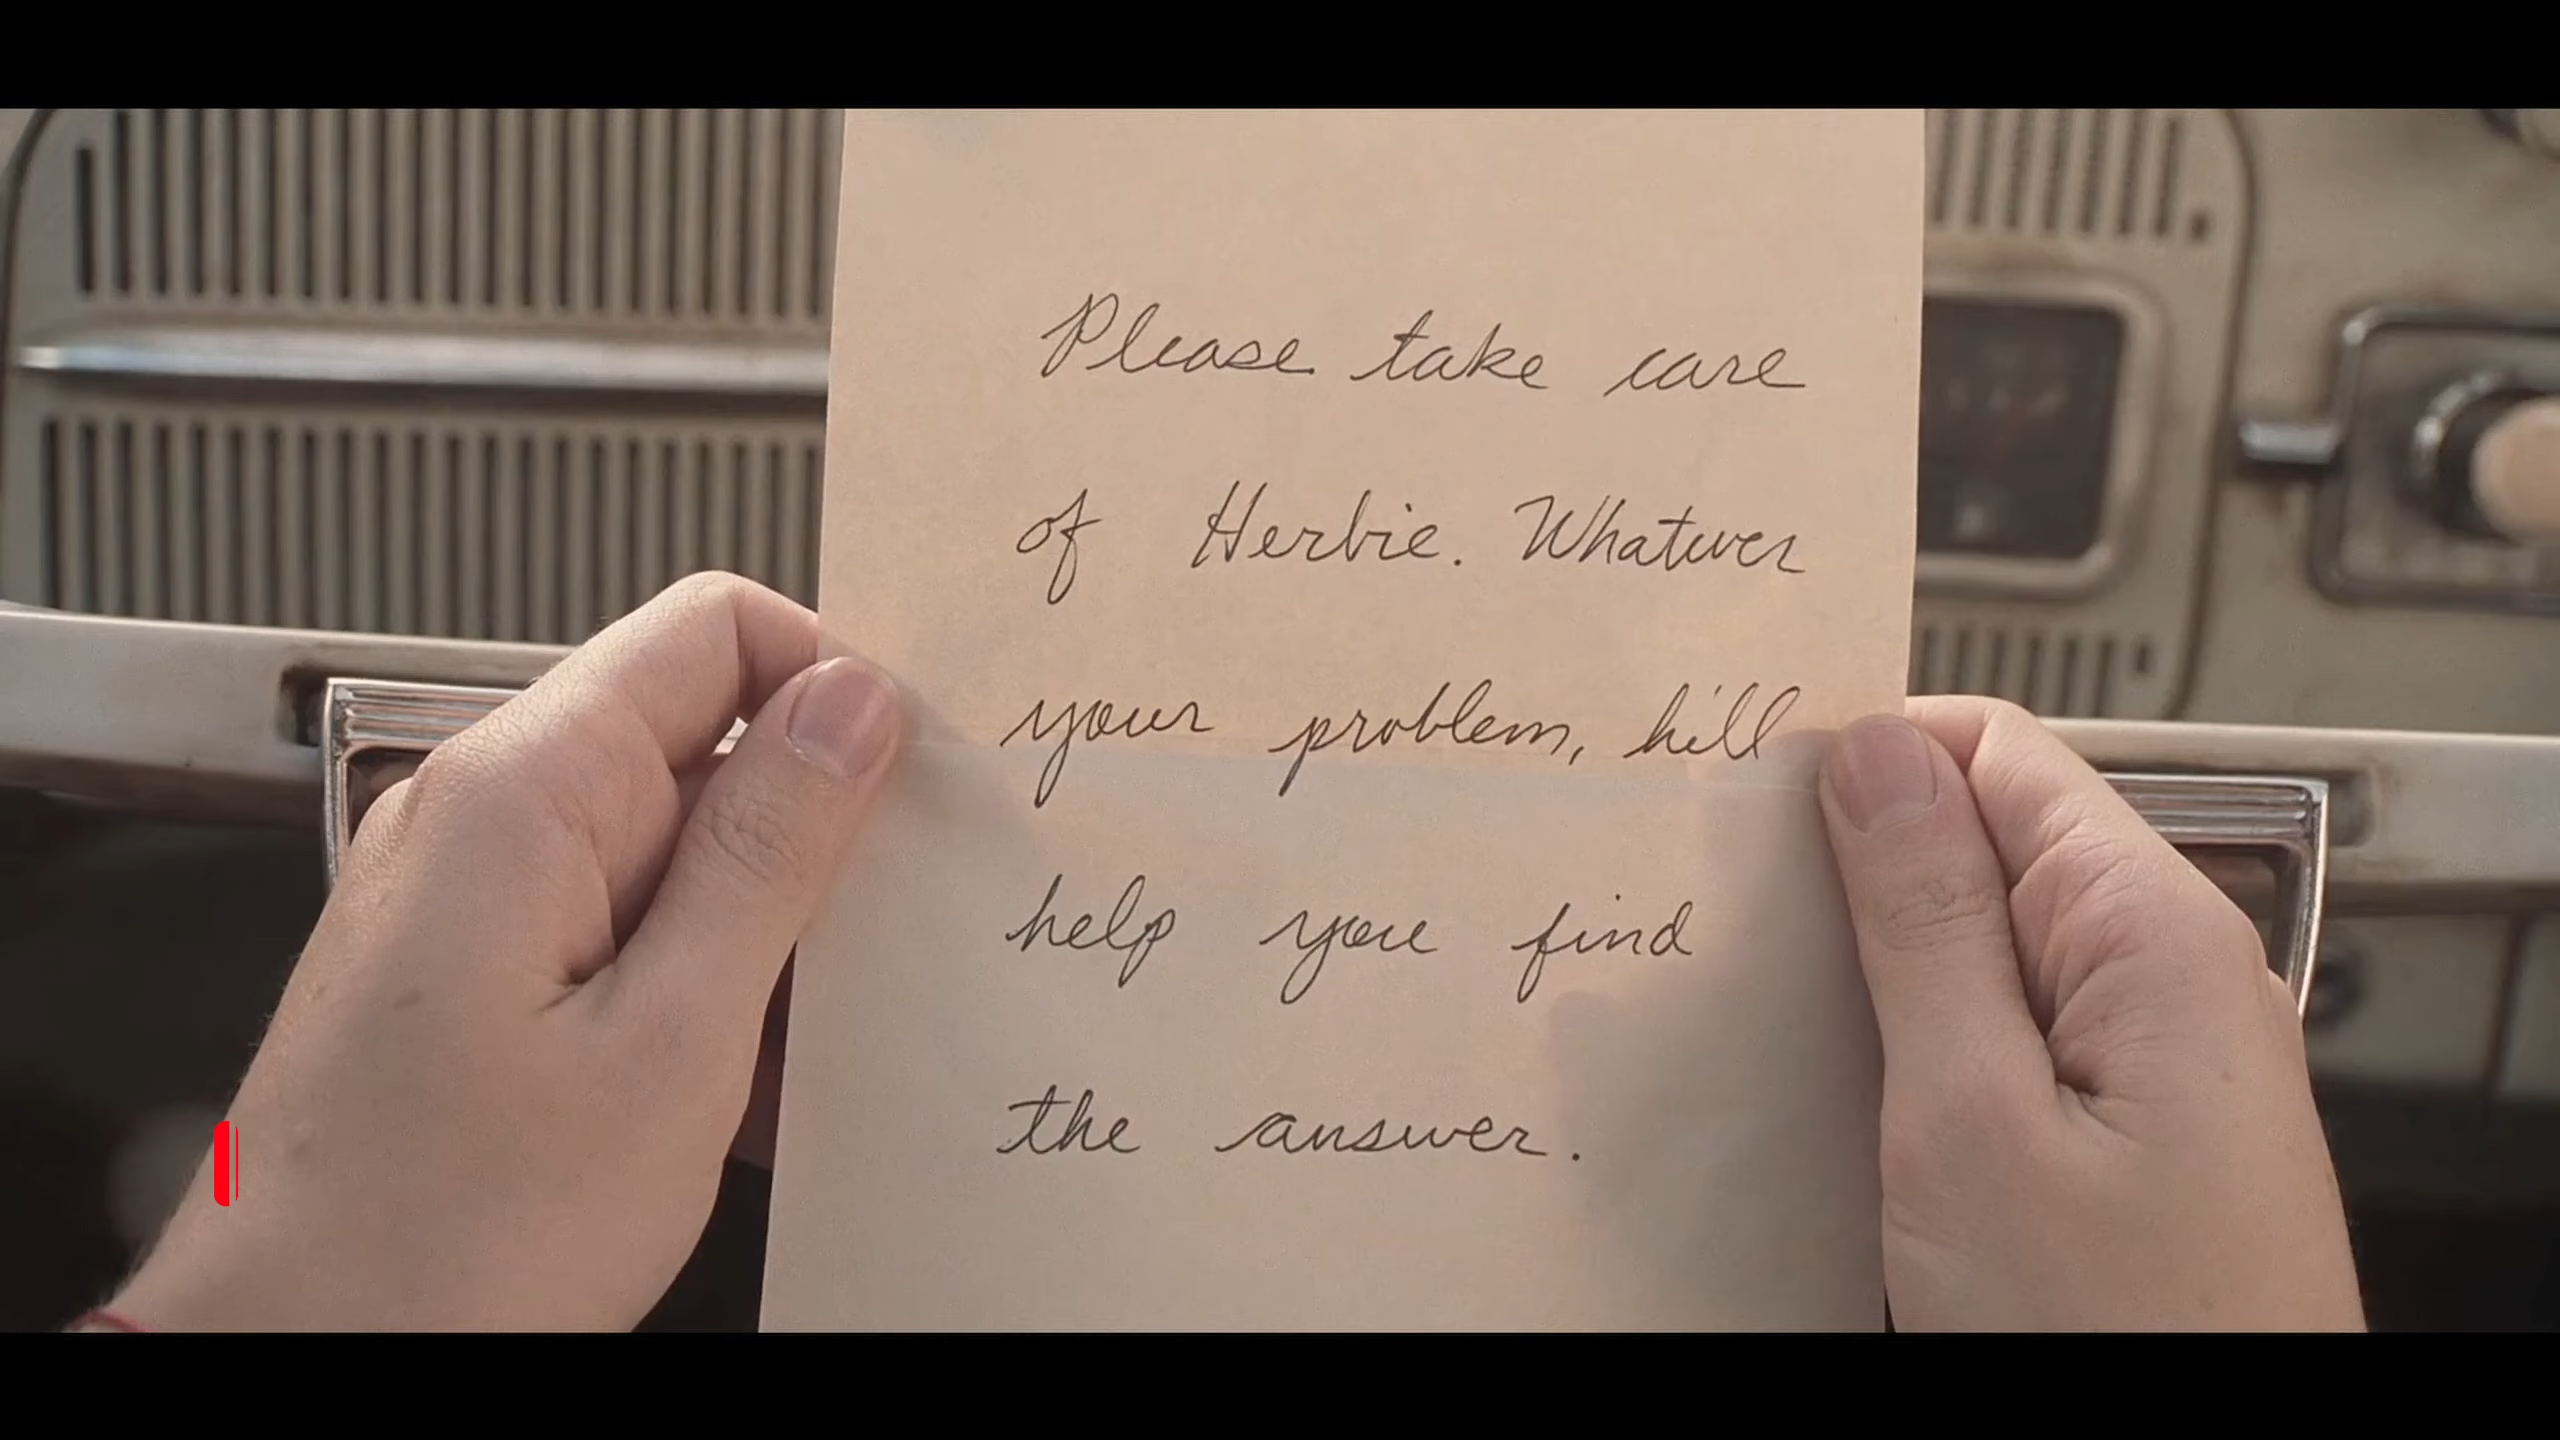 Please take care
of Herbie. Whatever
your problem, he'll
help you find
the answer.